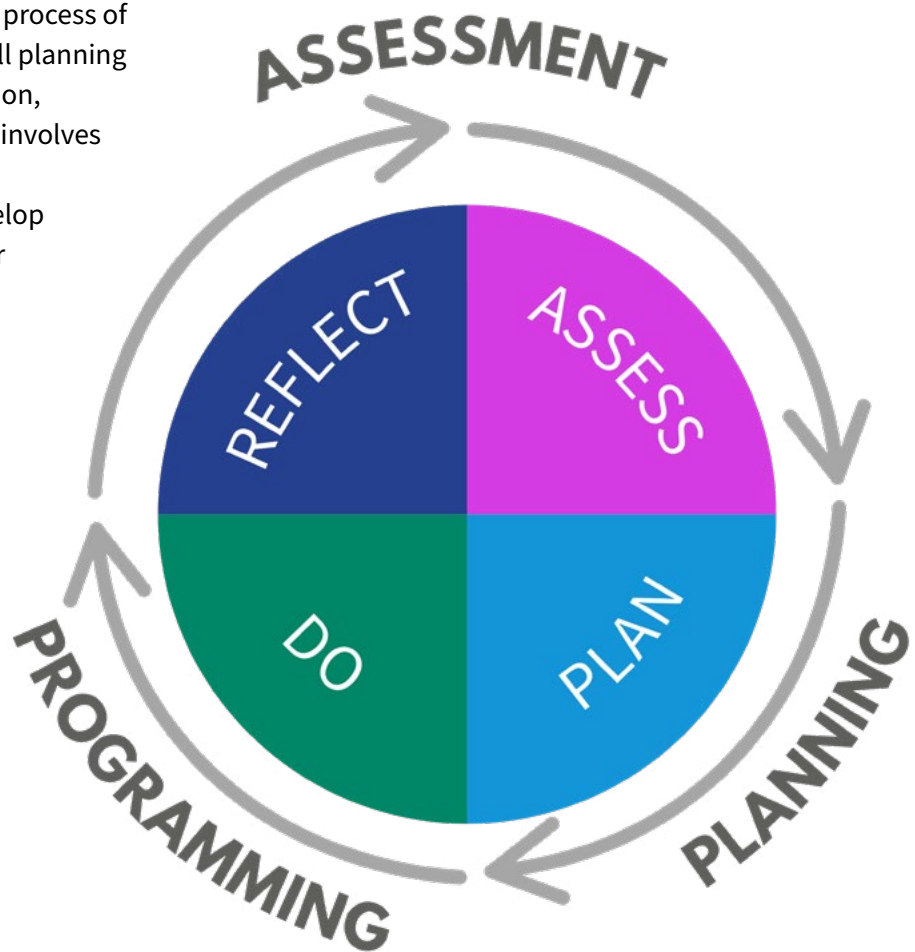 process of
ll planning
on,
involves
elop
r
ASSESSMENT
REFLECT
ASSESS
DO
PLAN
PROGRAMMING
PLANNING